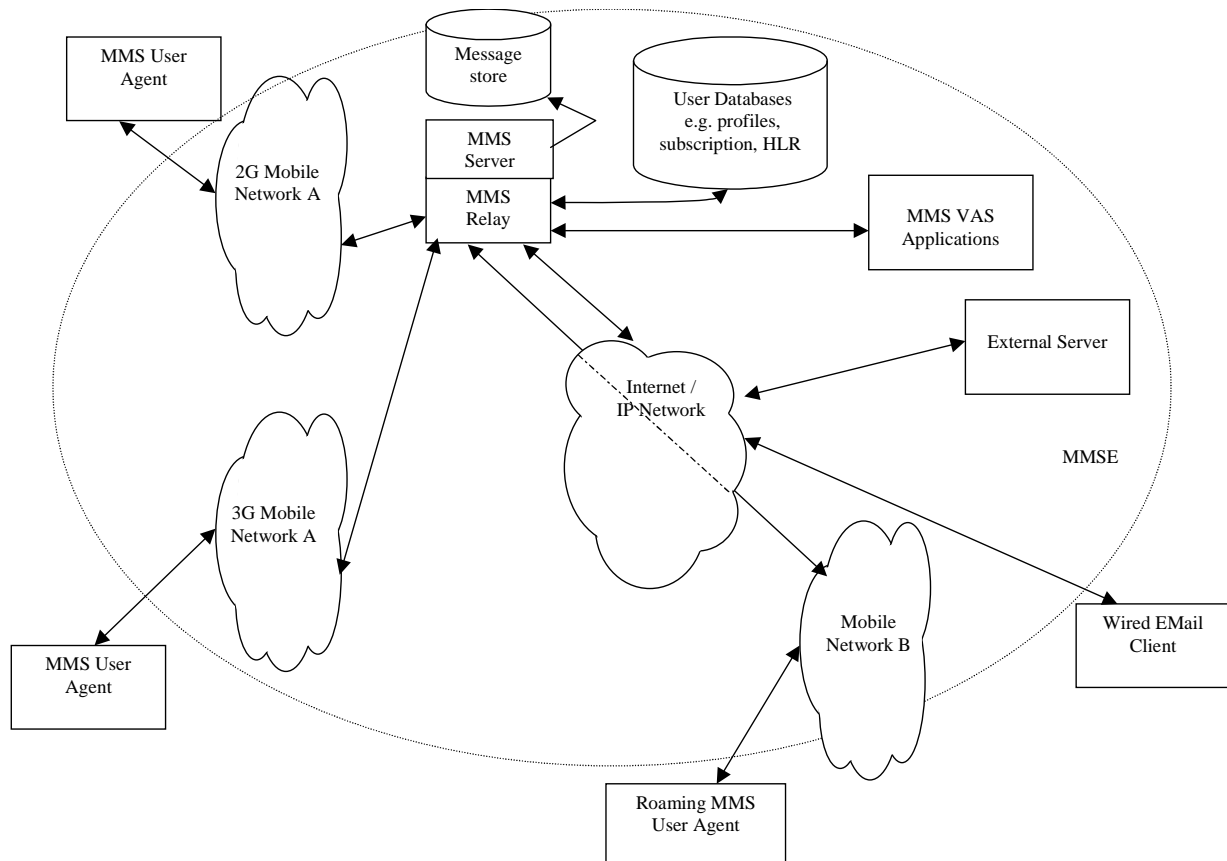 MMS User
Agent
Message
store
User Databases
e.g. profiles,
subscription, HLR
MMS
Server
2G Mobile
Network A
MMS
Relay
MMS VAS
Applications
External Server
Internet /
IP Network
MMSE
3G Mobile
Network A
Mobile
Network B
Wired EMail
Client
MMS User
Agent
Roaming MMS
User Agent